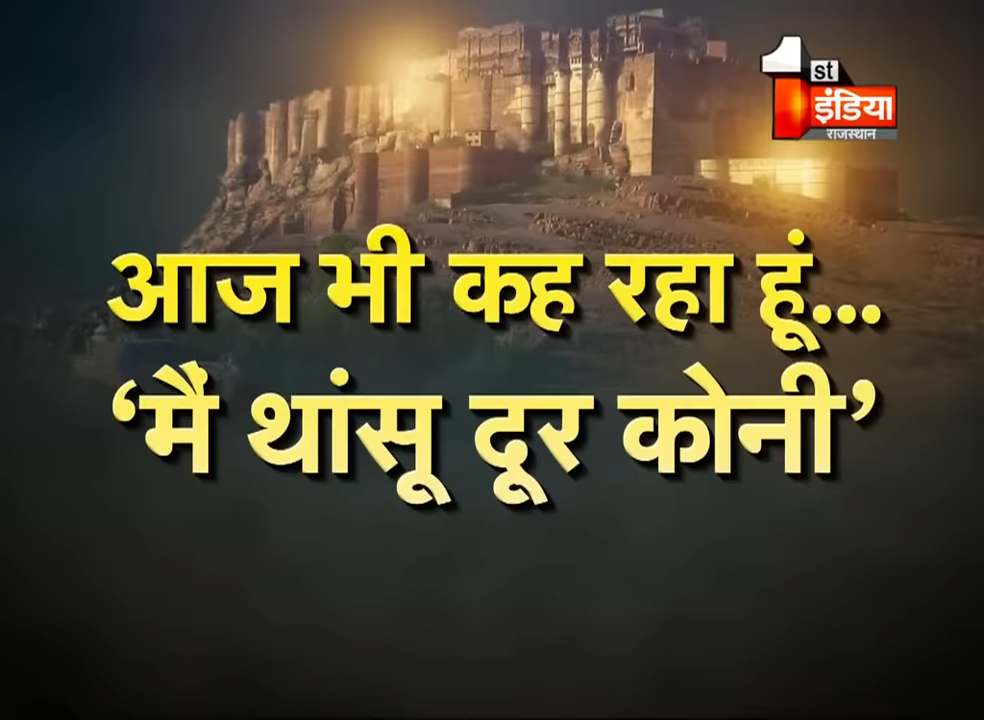 1st
इंडिया
राजस्थान
आज भी कह रहा हूं...
‘मैं थांसू दूर कोनी’